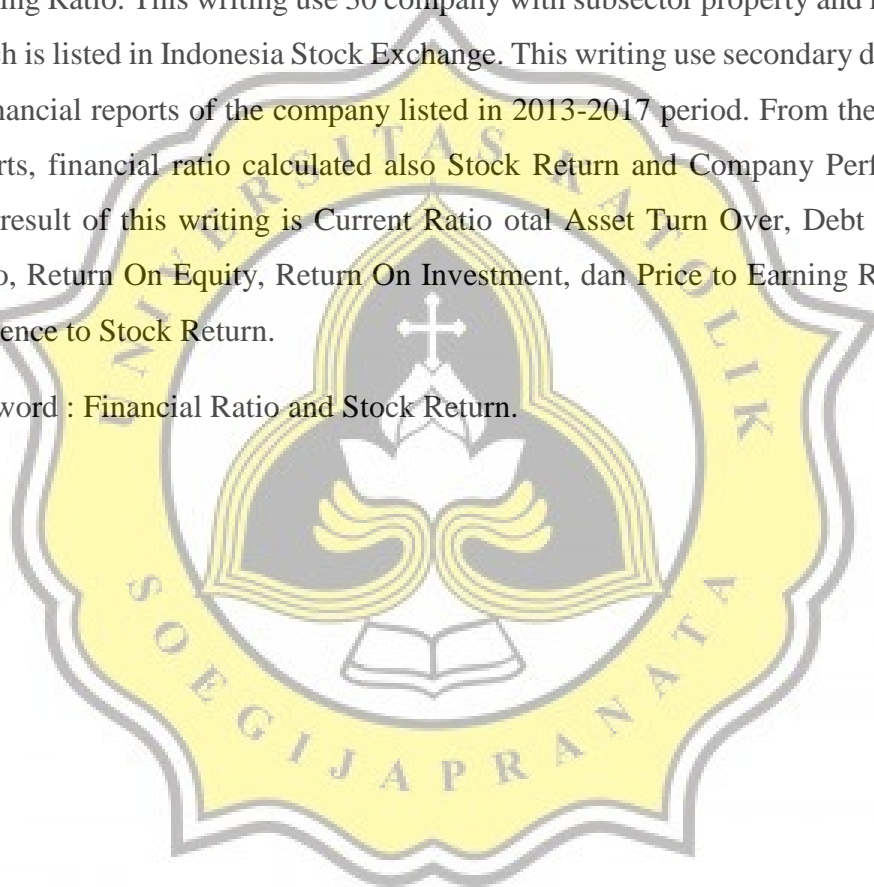 ing Ratio. This writing use company with subsector property and
ch is listed in Indonesia Stock Exchange. This writing use secondary d
nancial reports of the company listed in 2013-2017 period. From the
rts, financial ratio calculated also Stock Return and Company Perf
result of this writing is Current Ratio otal Asset Turn Over, Debt
o, Return On Equity, Return On Investment, dan Price to Earning R
ence to Stock Return.
word : Financial Ratio and Stock Return.
UNIVERSITAS KATOLIK
SOEGIJAPRANATA